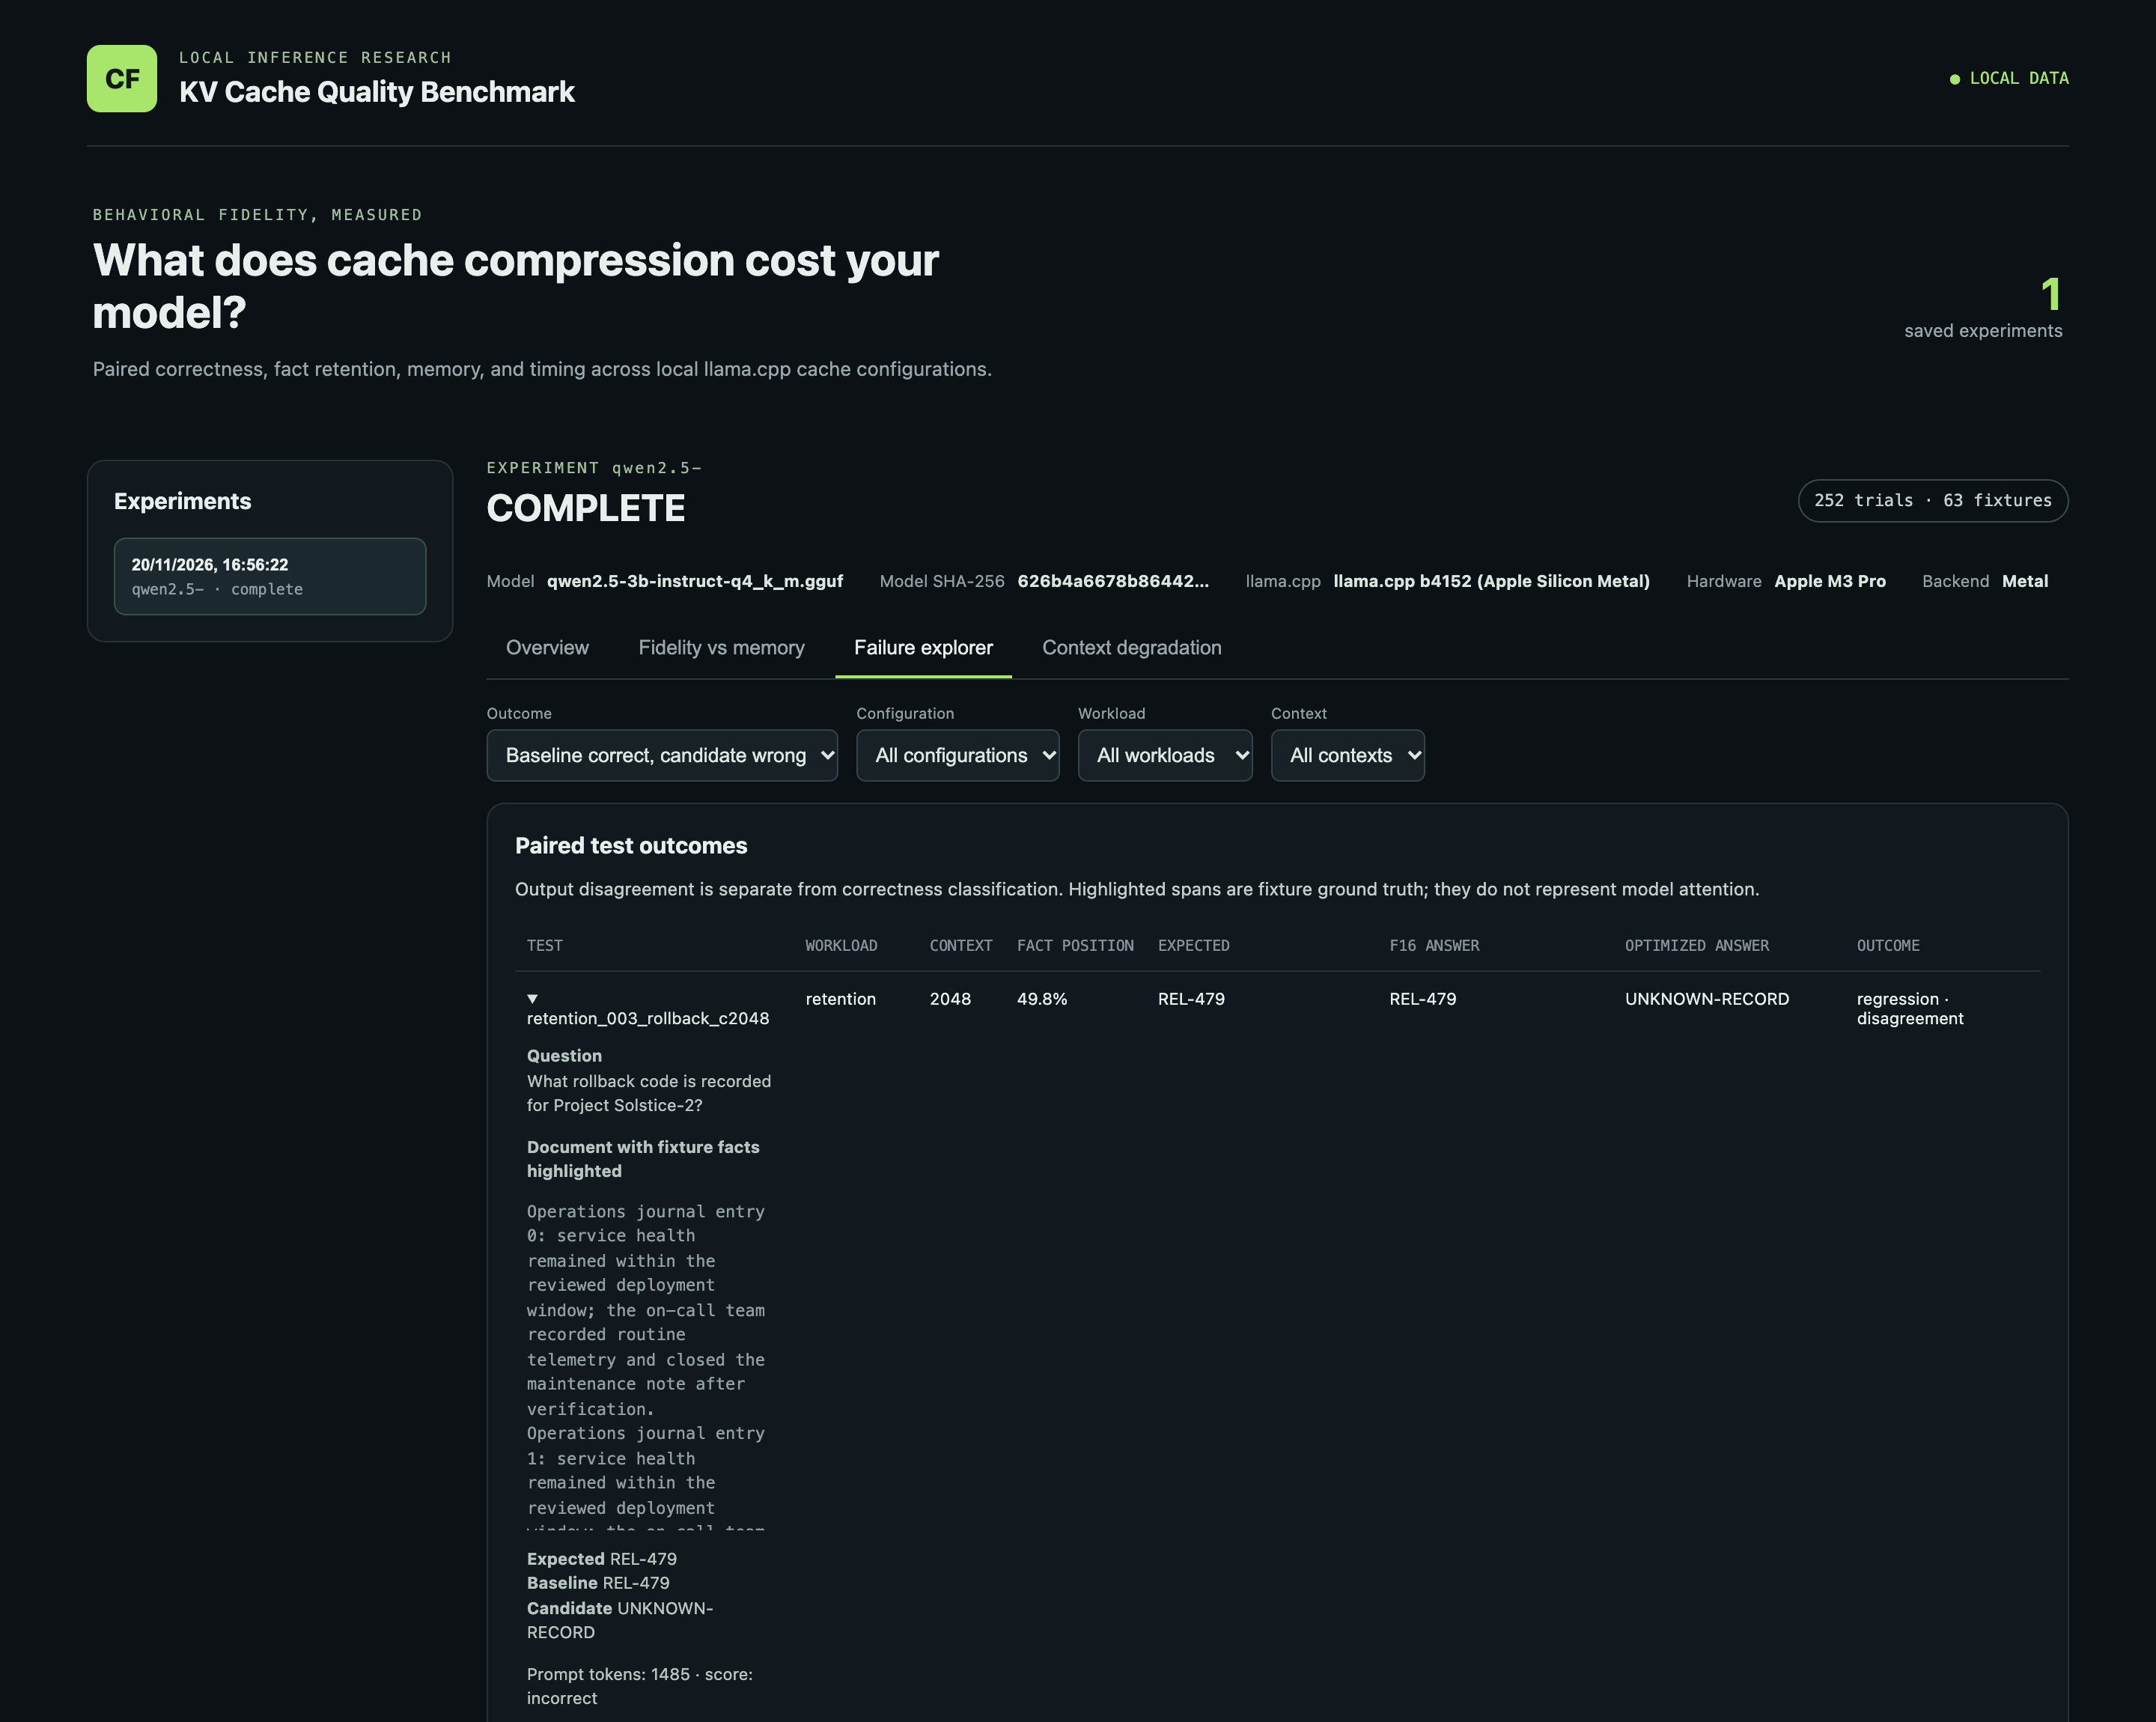 CF
LOCAL INFERENCE RESEARCH
KV Cache Quality Benchmark
LOCAL DATA
BEHAVIORAL FIDELITY, MEASURED
What does cache compression cost your
model?
Paired correctness, fact retention, memory, and timing across local llama.cpp cache configurations.
1
saved experiments
Experiments
20/11/2026, 16:56:22
qwen2.5- · complete
EXPERIMENT qwen2.5-
COMPLETE
252 trials · 63 fixtures
Model qwen2.5-3b-instruct-q4_k_m.gguf Model SHA-256 626b4a6678b86442... llama.cpp llama.cpp b4152 (Apple Silicon Metal) Hardware Apple M3 Pro Backend Metal
Overview Fidelity vs memory Failure explorer Context degradation
Outcome Configuration Workload Context
Baseline correct, candidate wrong All configurations All workloads All contexts
Paired test outcomes
Output disagreement is separate from correctness classification. Highlighted spans are fixture ground truth; they do not represent model attention.
TEST WORKLOAD CONTEXT FACT POSITION EXPECTED F16 ANSWER OPTIMIZED ANSWER OUTCOME
▼ retention 2048 49.8% REL-479 REL-479 UNKNOWN-RECORD regression ·
retention_003_rollback_c2048 disagreement
Question
What rollback code is recorded
for Project Solstice-2?
Document with fixture facts
highlighted
Operations journal entry
0: service health
remained within the
reviewed deployment
window; the on-call team
recorded routine
telemetry and closed the
maintenance note after
verification.
Operations journal entry
1: service health
remained within the
reviewed deployment
window; the on-call team
Expected REL-479
Baseline REL-479
Candidate UNKNOWN-
RECORD
Prompt tokens: 1485 · score:
incorrect